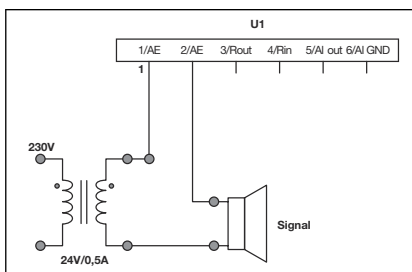 U1
1/AE 2/AE 3/Rout 4/Rin 5/AI out 6/AI GND
1
230V
Signal
24V/0,5A